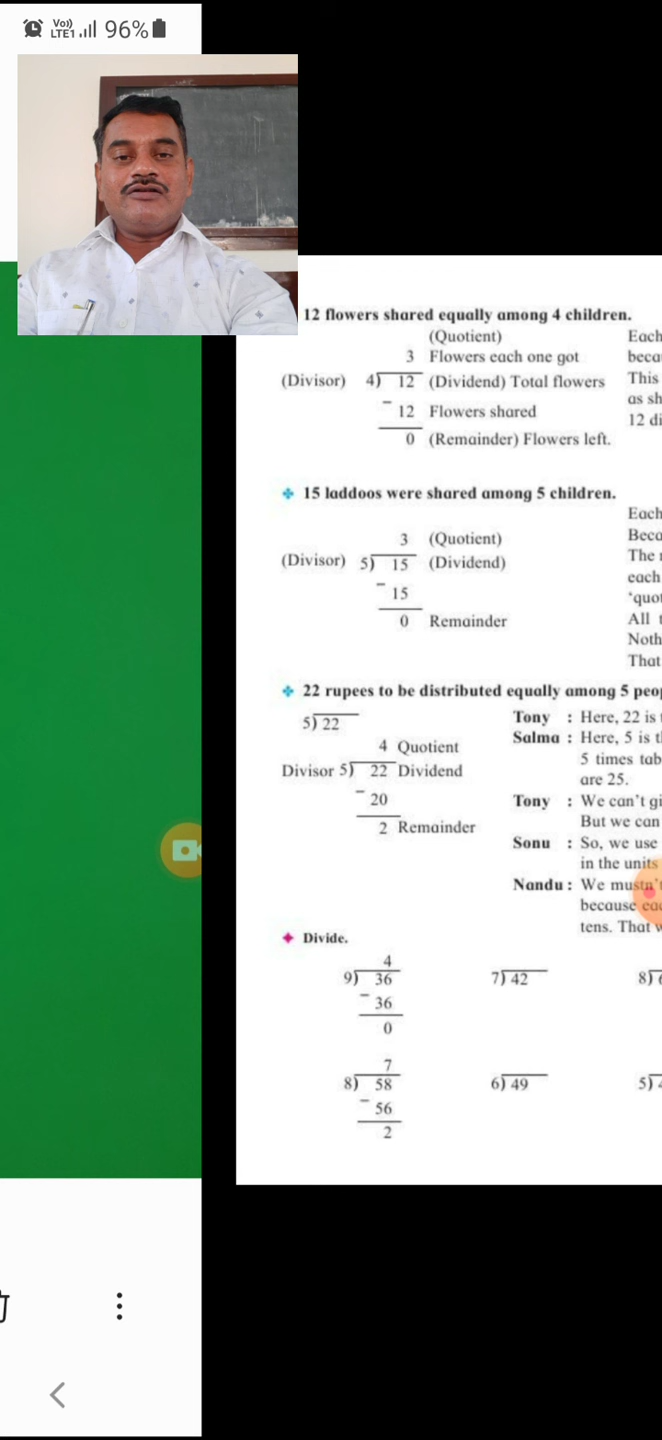 Vo)) LTE1 96%
12 flowers shared equally among 4 children.
(Quotient)
3 Flowers each one got
(Divisor) 4) 12 (Dividend) Total flowers
- 12 Flowers shared
0 (Remainder) Flowers left.
Each
beca
This
as sh
12 di
❖ 15 laddoos were shared among 5 children.
3 (Quotient)
(Divisor) 5) 15 (Dividend)
- 15
0 Remainder
Each
Beca
The
each
'quo
All
Noth
That
❖ 22 rupees to be distributed equally among 5 peo
5) 22
4 Quotient
Divisor 5) 22 Dividend
- 20
2 Remainder
Tony : Here, 22 is
Salma : Here, 5 is t
5 times tab
are 25.
Tony : We can't gi
But we can
Sonu : So, we use
in the units
Nandu : We mustn't
because
tens. That
◆ Divide.
4
9) 36 7) 42 8)
- 36
0
7
8) 58 6) 49 5)
- 56
2